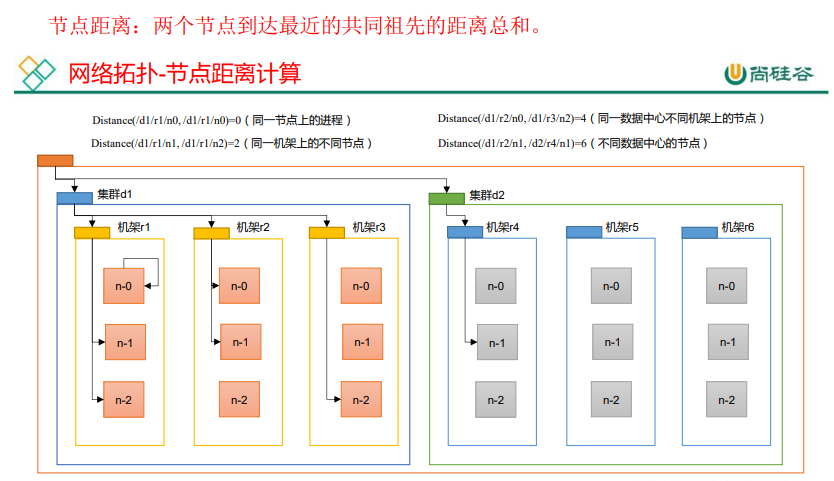 节点距离：两个节点到达最近的共同祖先的距离总和。
网络拓扑-节点距离计算
尚硅谷
Distance(/d1/r1/n0, /d1/r1/n0)=0（同一节点上的进程）
Distance(/d1/r2/n0, /d1/r3/n2)=4（同一数据中心不同机架上的节点）
Distance(/d1/r1/n1, /d1/r1/n2)=2（同一机架上的不同节点）
Distance(/d1/r2/n1, /d2/r4/n1)=6（不同数据中心的节点）
集群d1
集群d2
机架r1
机架r2
机架r3
机架r4
机架r5
机架r6
n-0
n-0
n-0
n-0
n-0
n-0
n-1
n-1
n-1
n-1
n-1
n-1
n-2
n-2
n-2
n-2
n-2
n-2